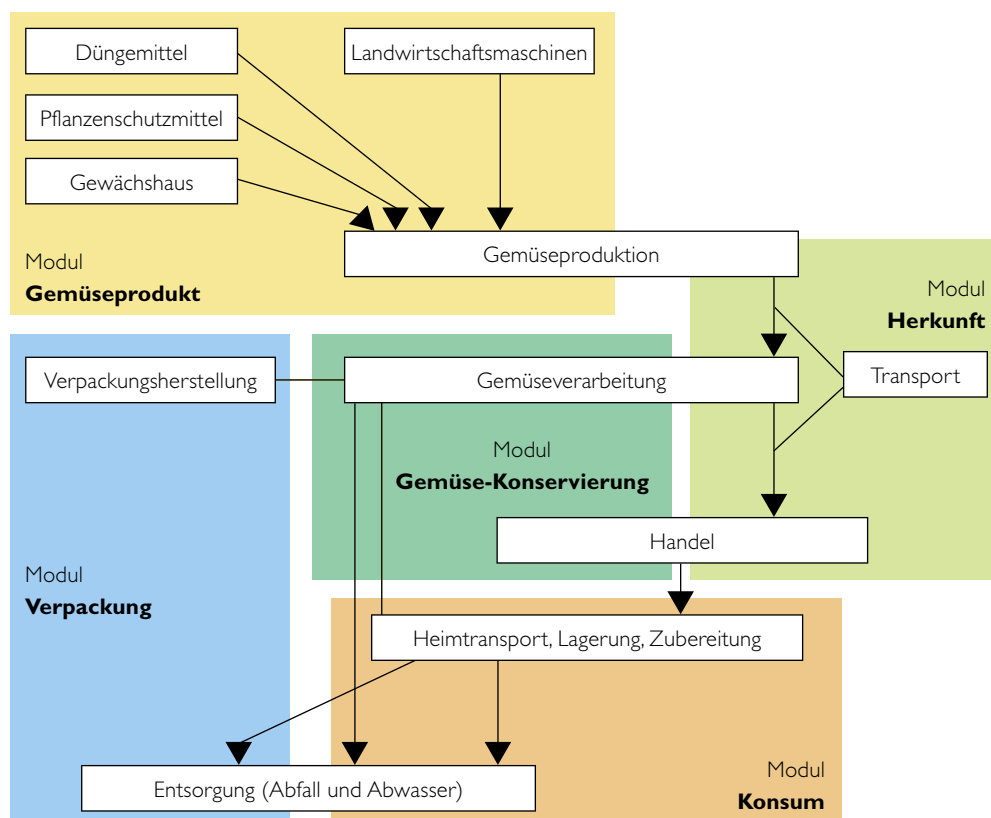 Düngemittel
Landwirtschaftsmaschinen
Pflanzenschutzmittel
Gewächshaus
Gemüseproduktion
Modul
Gemüseprodukt
Modul
Herkunft
Verpackungsherstellung
Gemüseverarbeitung
Transport
Modul
Gemüse-Konservierung
Handel
Modul
Verpackung
Heimtransport, Lagerung, Zubereitung
Entsorgung (Abfall und Abwasser)
Modul
Konsum